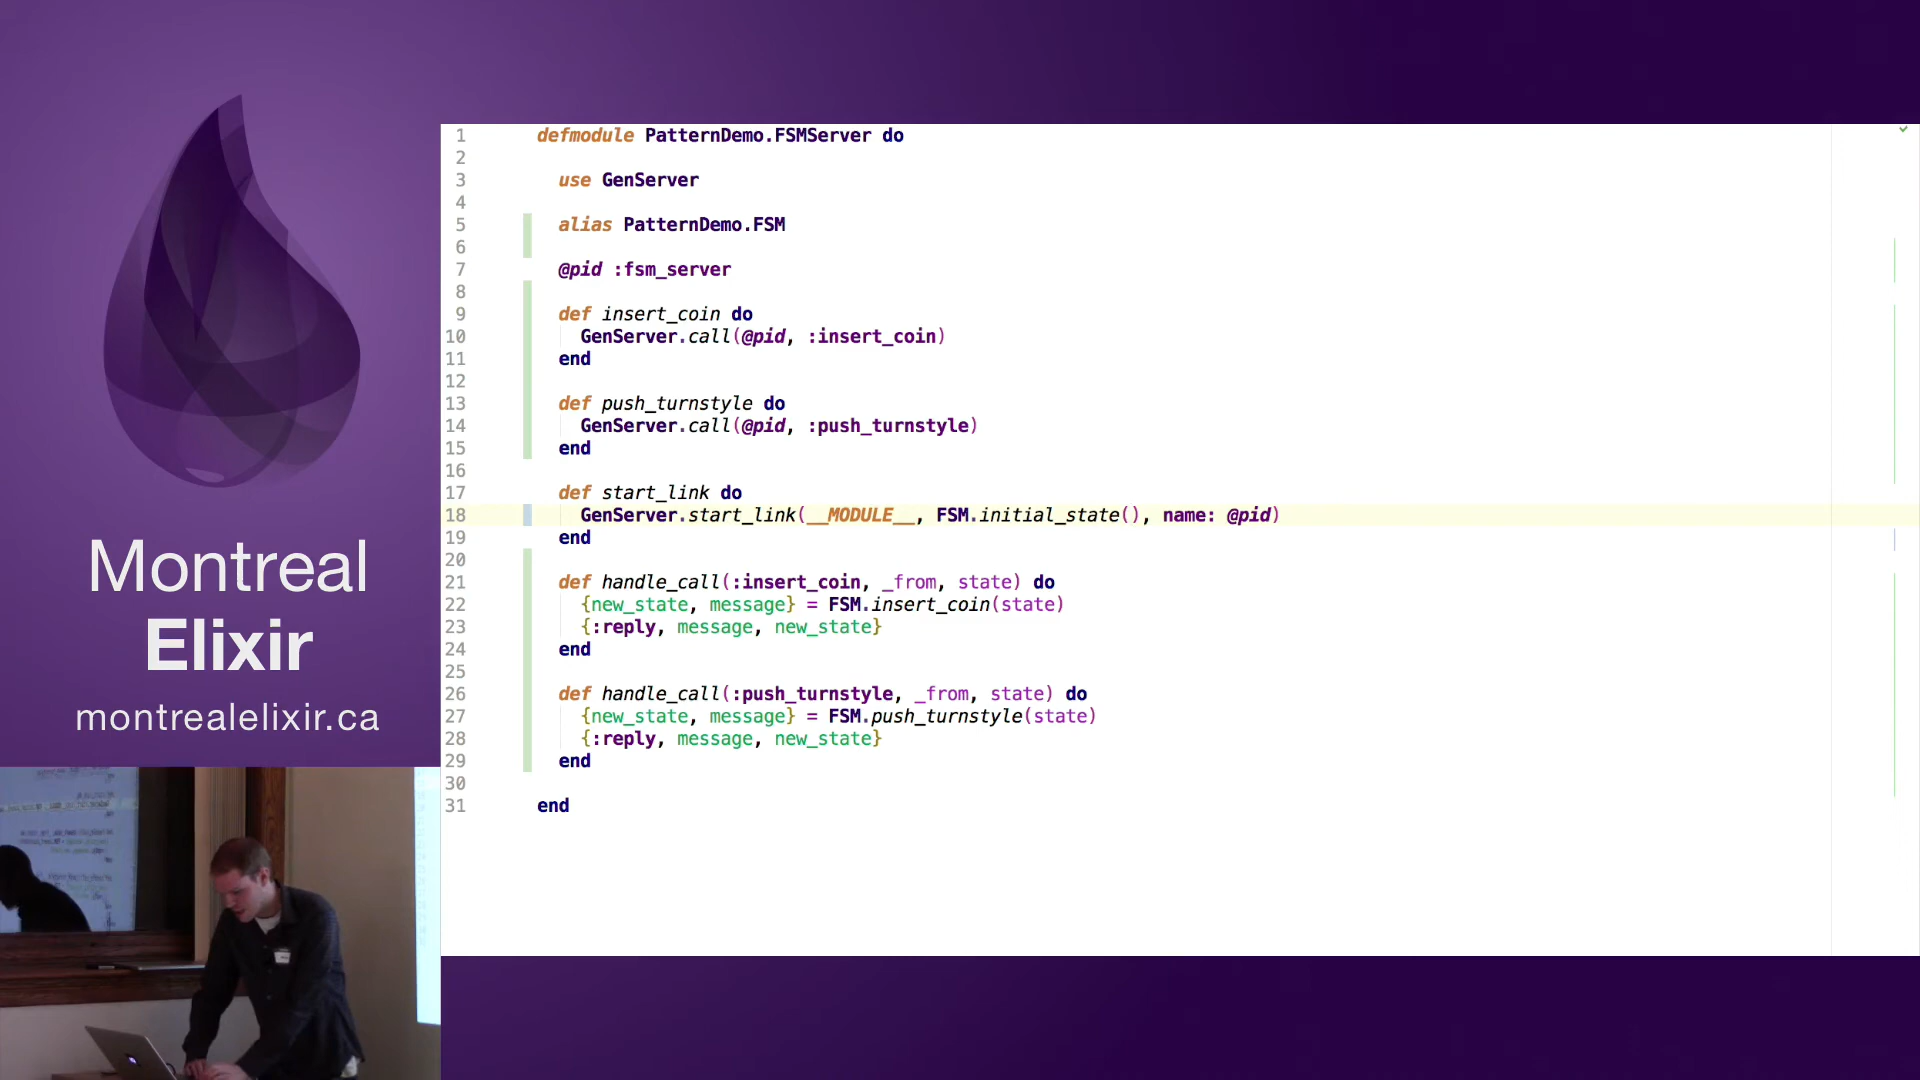 Montreal
Elixir
montrealelixir.ca
1 defmodule PatternDemo.FSMServer do
2
3 use GenServer
4
5 alias PatternDemo.FSM
6
7 @pid :fsm_server
8
9 def insert_coin do
10 GenServer.call(@pid, :insert_coin)
11 end
12
13 def push_turnstyle do
14 GenServer.call(@pid, :push_turnstyle)
15 end
16
17 def start_link do
18 GenServer.start_link(__MODULE__, FSM.initial_state(), name: @pid)
19 end
20
21 def handle_call(:insert_coin, _from, state) do
22 {new_state, message} = FSM.insert_coin(state)
23 {:reply, message, new_state}
24 end
25
26 def handle_call(:push_turnstyle, _from, state) do
27 {new_state, message} = FSM.push_turnstyle(state)
28 {:reply, message, new_state}
29 end
30
31 end